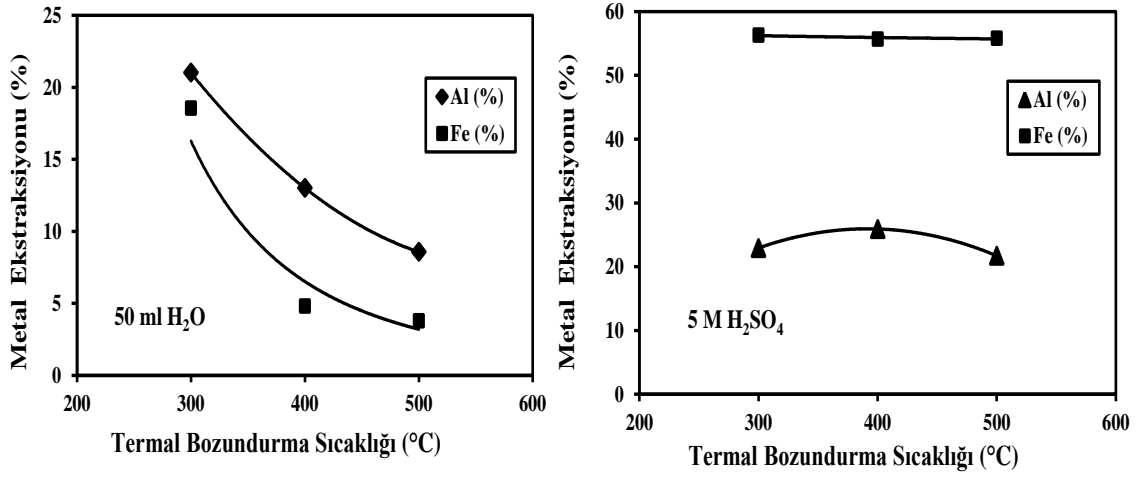 25
20
15
10
5
0
200
300
400
500
600
Metal Ekstraksiyonu (%)
Termal Bozundurma Sıcaklığı (°C)
Al (%)
Fe (%)
50 ml H₂O
60
50
40
30
20
10
0
200
300
400
500
600
Metal Ekstraksiyonu (%)
Termal Bozundurma Sıcaklığı (°C)
Al (%)
Fe (%)
5 M H₂SO₄